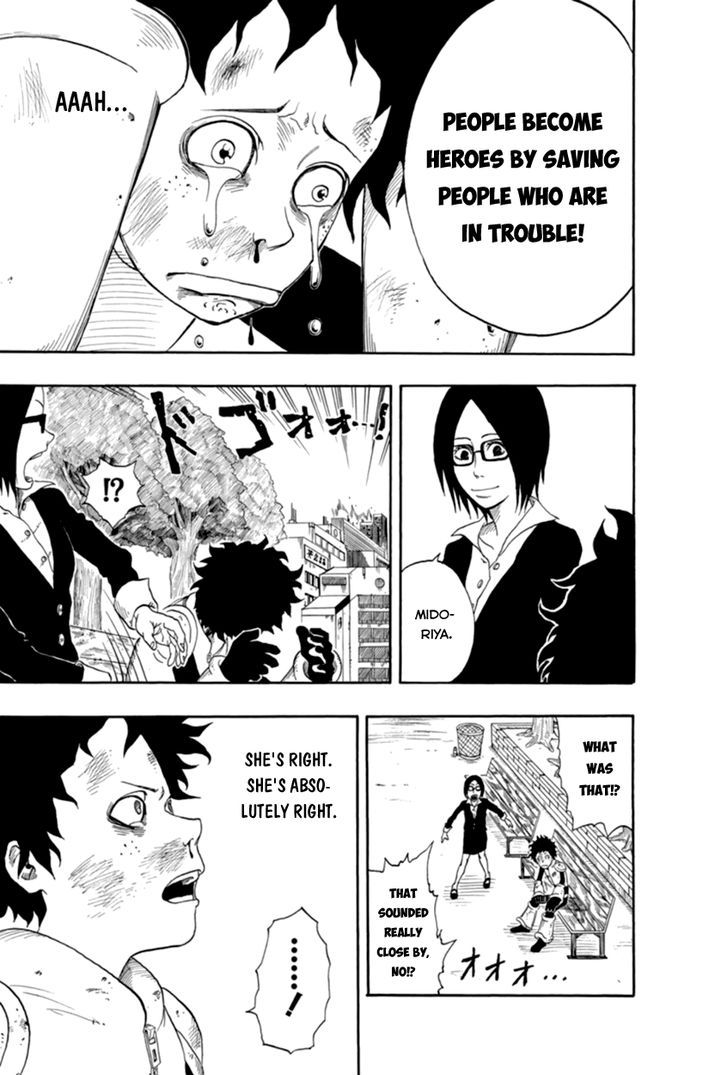 PEOPLE BECOME
HEROES BY SAVING
PEOPLE WHO ARE
IN TROUBLE!
AAAH...
MIDO-
RIYA.
ドゴォオ...!
!?
WHAT
WAS
THAT!?
THAT
SOUNDED
REALLY
CLOSE BY,
NO!?
オオオ...
SHE'S RIGHT.
SHE'S ABSO-
LUTELY RIGHT.
......!